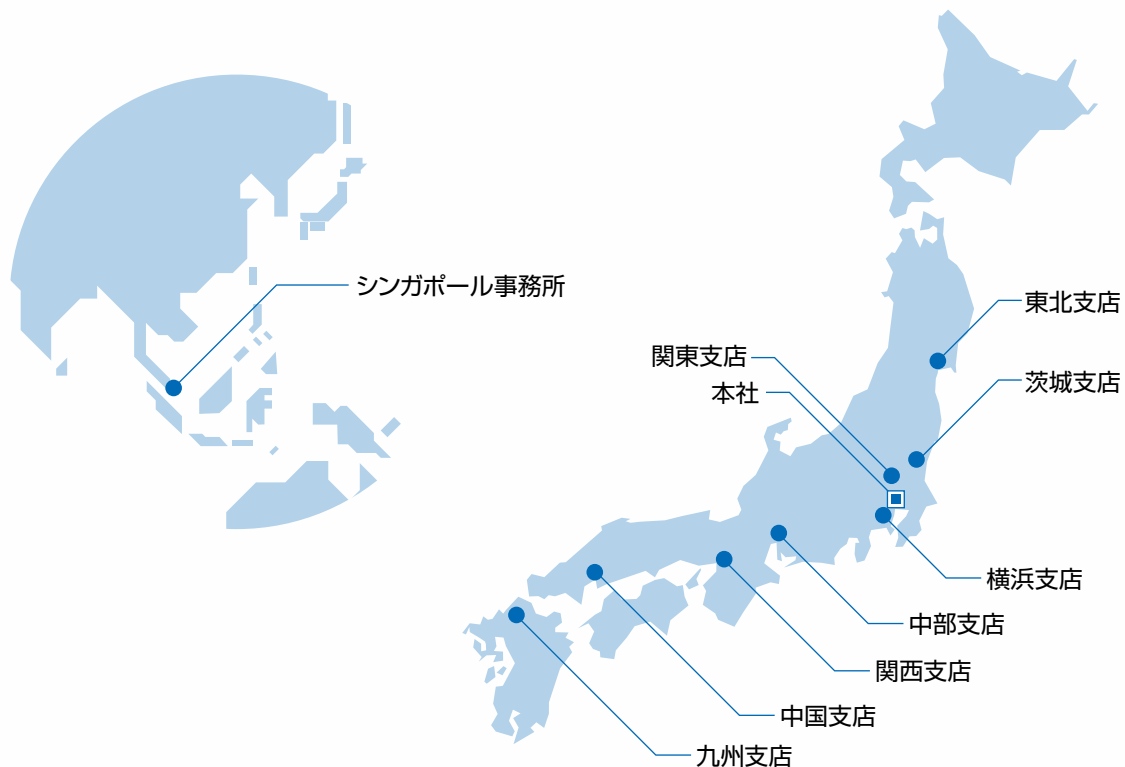 シンガポール事務所
東北支店
関東支店
茨城支店
本社
横浜支店
中部支店
関西支店
中国支店
九州支店